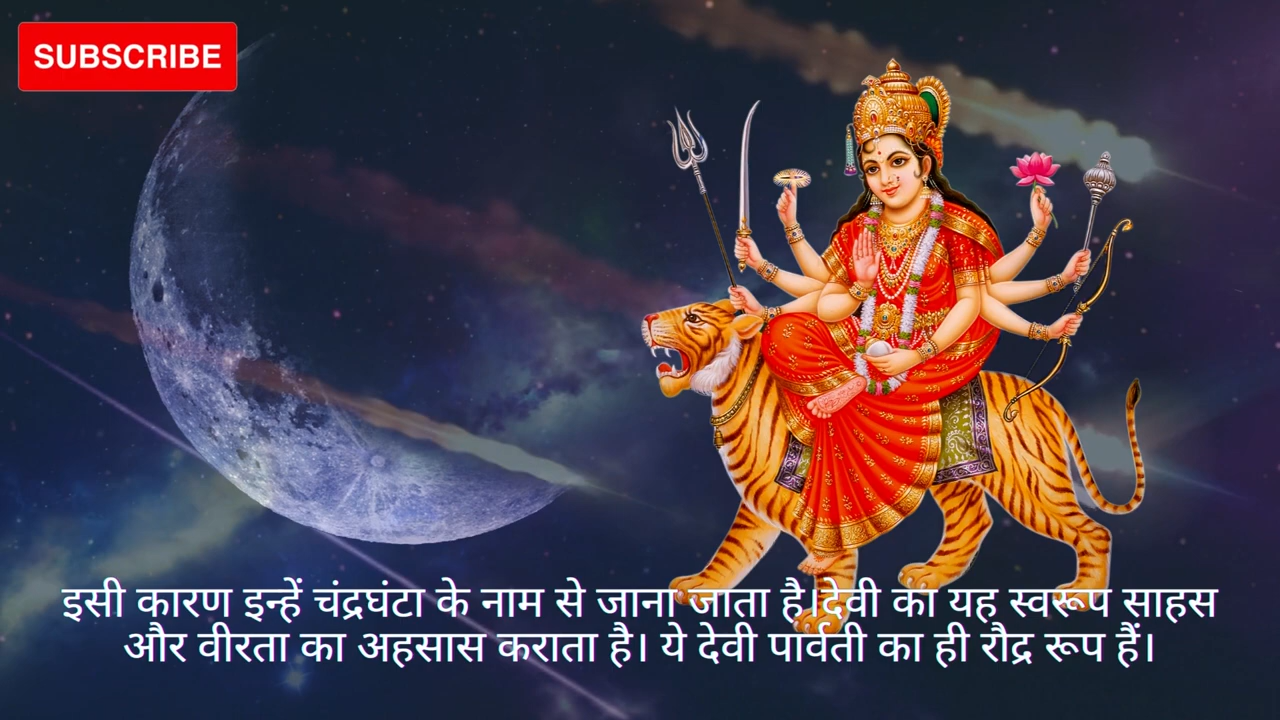 SUBSCRIBE
इसी कारण इन्हें चंद्रघंटा के नाम से जाना जाता है।देवी का यह स्वरूप साहस
और वीरता का अहसास कराता है। ये देवी पार्वती का ही रौद्र रूप हैं।